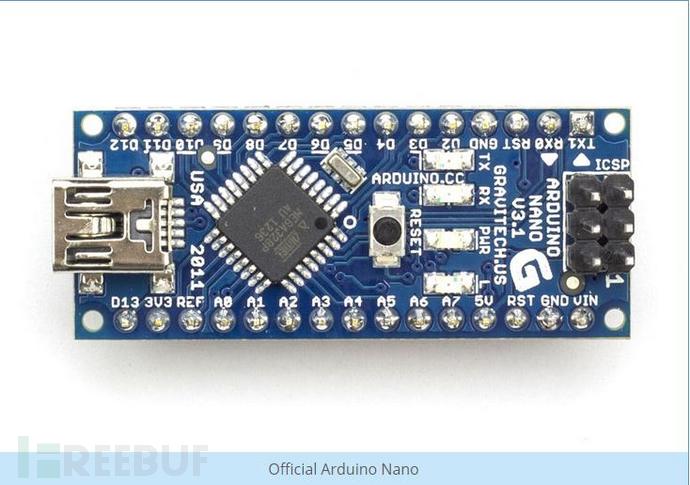 D12 D11 D10 D9 D8 D7 D6 D5 D4 D3 D2 GND RST RX0 TX1
USA
2011
ARDUINO.CC
RESET
TX
RX
PWR
L
GRAVITECH.US
ARDUINO
NANO
V3.1
ICSP
1
G
D13 3V3 REF A0 A1 A2 A3 A4 A5 A6 A7 5V RST GND VIN
REEBUF
Official Arduino Nano